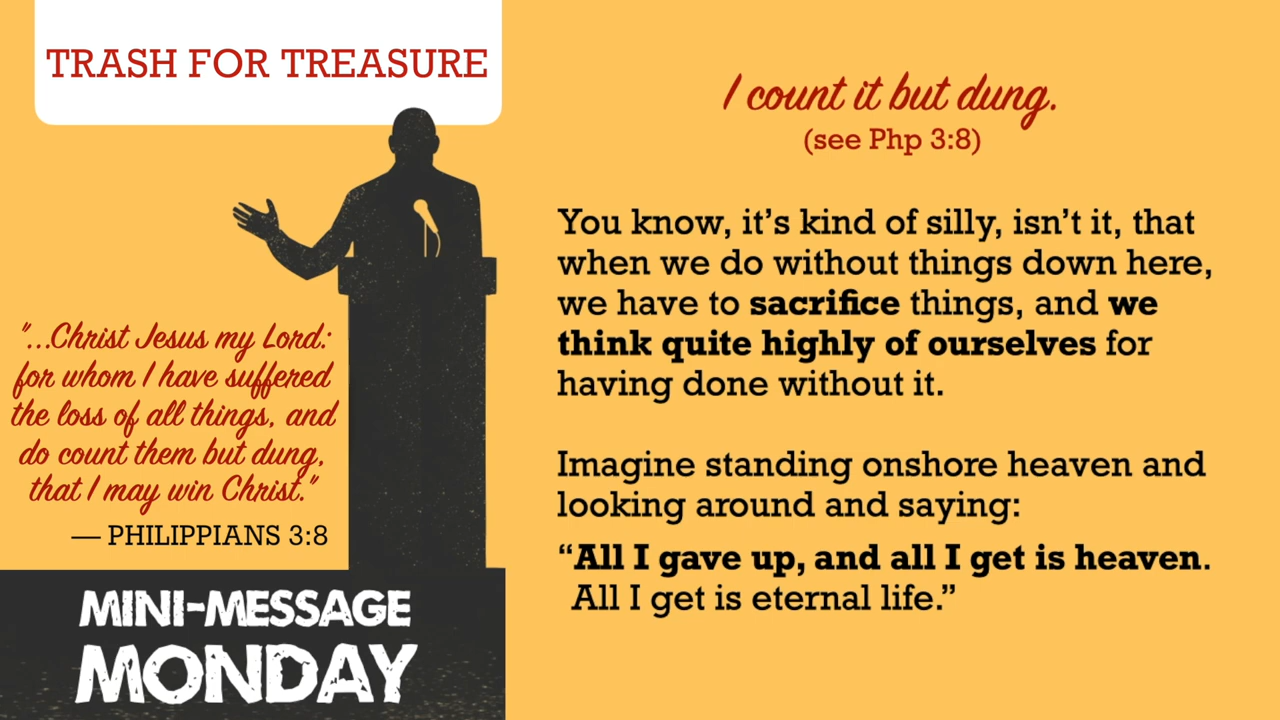 TRASH FOR TREASURE
"...Christ Jesus my Lord:
for whom I have suffered
the loss of all things, and
do count them but dung,
that I may win Christ."
— PHILIPPIANS 3:8
MINI-MESSAGE
MONDAY
I count it but dung.
(see Php 3:8)
You know, it’s kind of silly, isn’t it, that
when we do without things down here,
we have to sacrifice things, and we
think quite highly of ourselves for
having done without it.
Imagine standing onshore heaven and
looking around and saying:
“All I gave up, and all I get is heaven.
All I get is eternal life.”